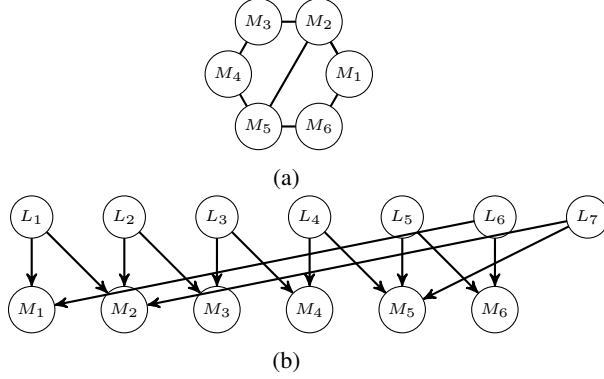 M₃ M₂
M₄ M₁
M₅ M₆
(a)
L₁ L₂ L₃ L₄ L₅ L₆ L₇
M₁ M₂ M₃ M₄ M₅ M₆
(b)